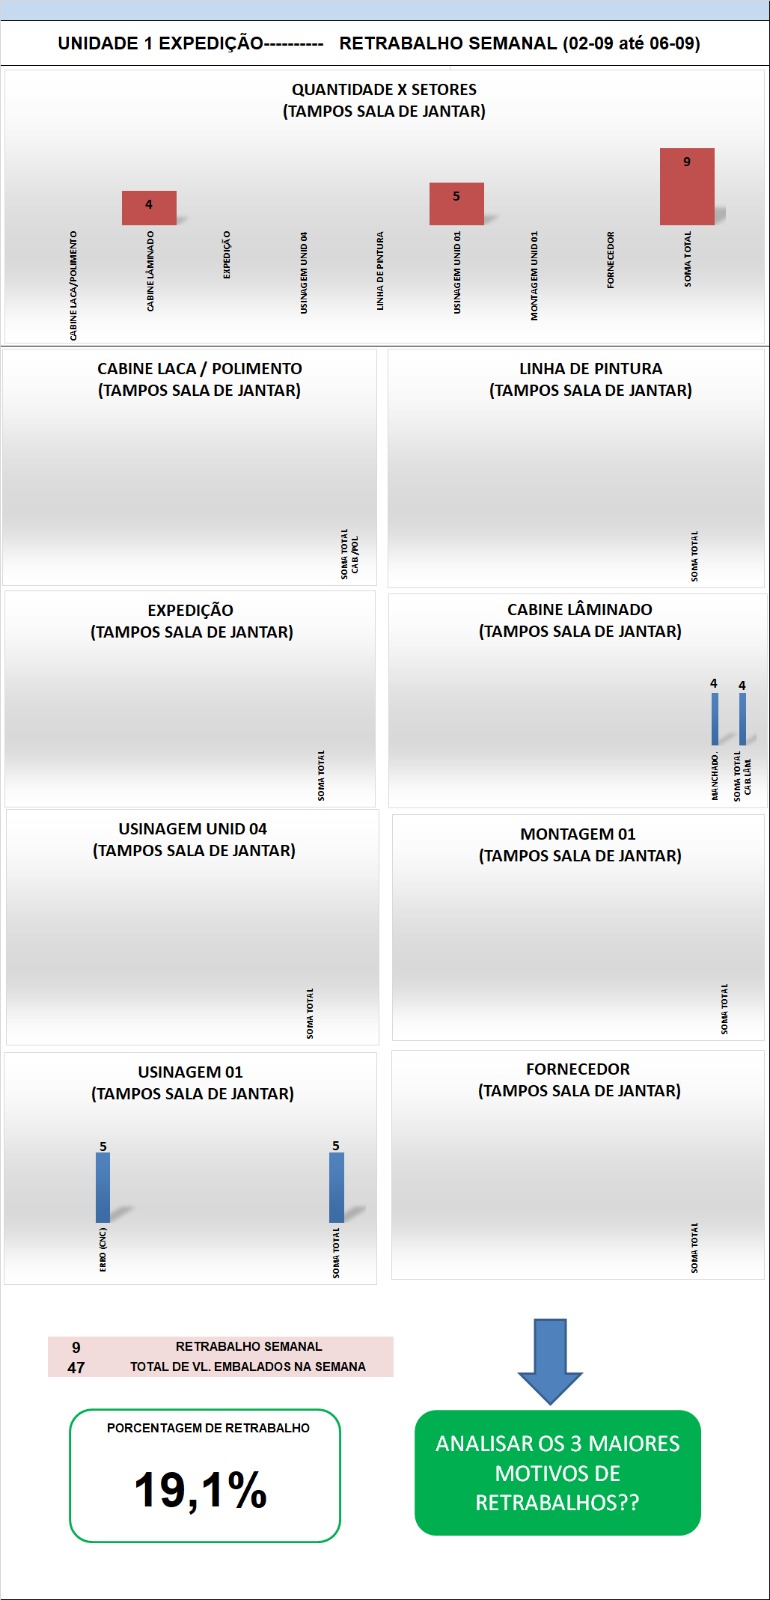 UNIDADE 1 EXPEDIÇÃO---------- RETRABALHO SEMANAL (02-09 até 06-09)
QUANTIDADE X SETORES
(TAMPOS SALA DE JANTAR)
4
5
9
CABINE LACA/POLIMENTO
CABINE LÂMINADO
EXPEDIÇÃO
USINAGEM UNID 04
LINHA DE PINTURA
USINAGEM UNID 01
MONTAGEM UNID 01
FORNECEDOR
SOMA TOTAL
CABINE LACA / POLIMENTO
(TAMPOS SALA DE JANTAR)
SOMA TOTAL
CAB./POL
LINHA DE PINTURA
(TAMPOS SALA DE JANTAR)
SOMA TOTAL
EXPEDIÇÃO
(TAMPOS SALA DE JANTAR)
SOMA TOTAL
CABINE LÂMINADO
(TAMPOS SALA DE JANTAR)
4
4
MANCHADO.
SOMA TOTAL
CAB LÂM.
USINAGEM UNID 04
(TAMPOS SALA DE JANTAR)
SOMA TOTAL
MONTAGEM 01
(TAMPOS SALA DE JANTAR)
SOMA TOTAL
USINAGEM 01
(TAMPOS SALA DE JANTAR)
5
5
ERRO (CNC)
SOMA TOTAL
FORNECEDOR
(TAMPOS SALA DE JANTAR)
SOMA TOTAL
9 RETRABALHO SEMANAL
47 TOTAL DE VL. EMBALADOS NA SEMANA
PORCENTAGEM DE RETRABALHO
19,1%
ANALISAR OS 3 MAIORES
MOTIVOS DE
RETRABALHOS??